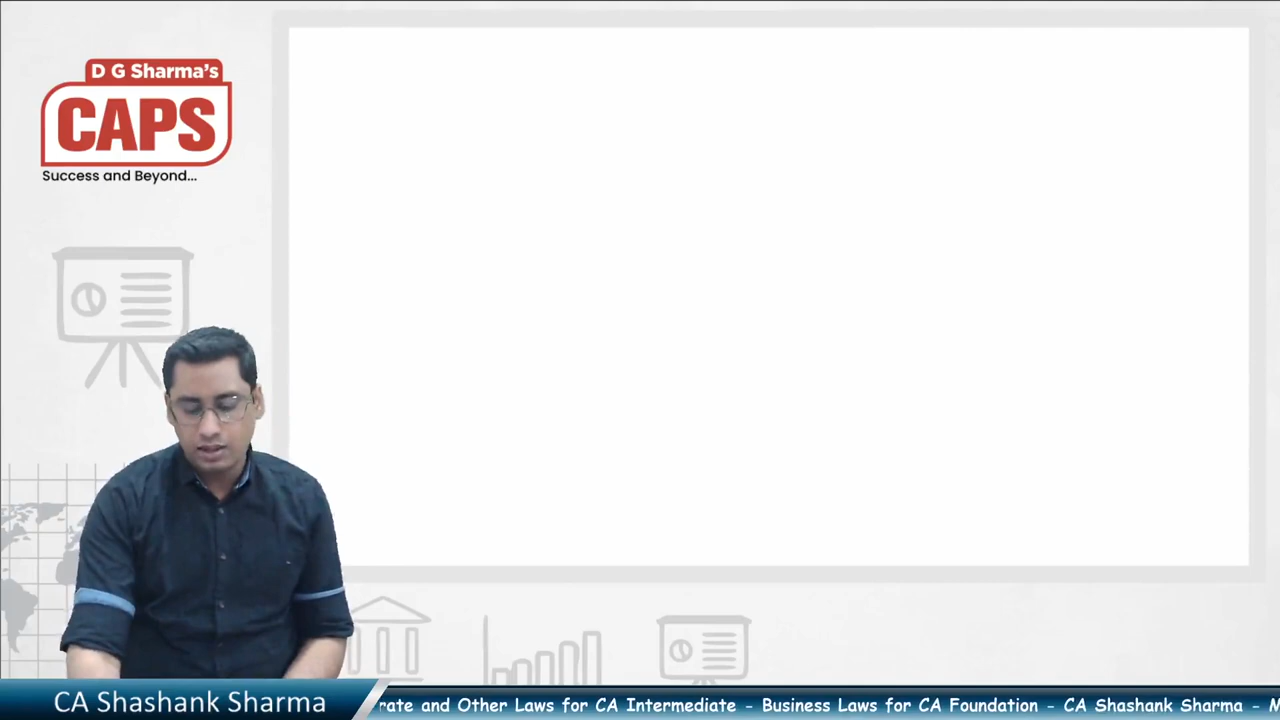 D G Sharma's
CAPS
Success and Beyond...
CA Shashank Sharma
rate and Other Laws for CA Intermediate - Business Laws for CA Foundation - CA Shashank Sharma - M